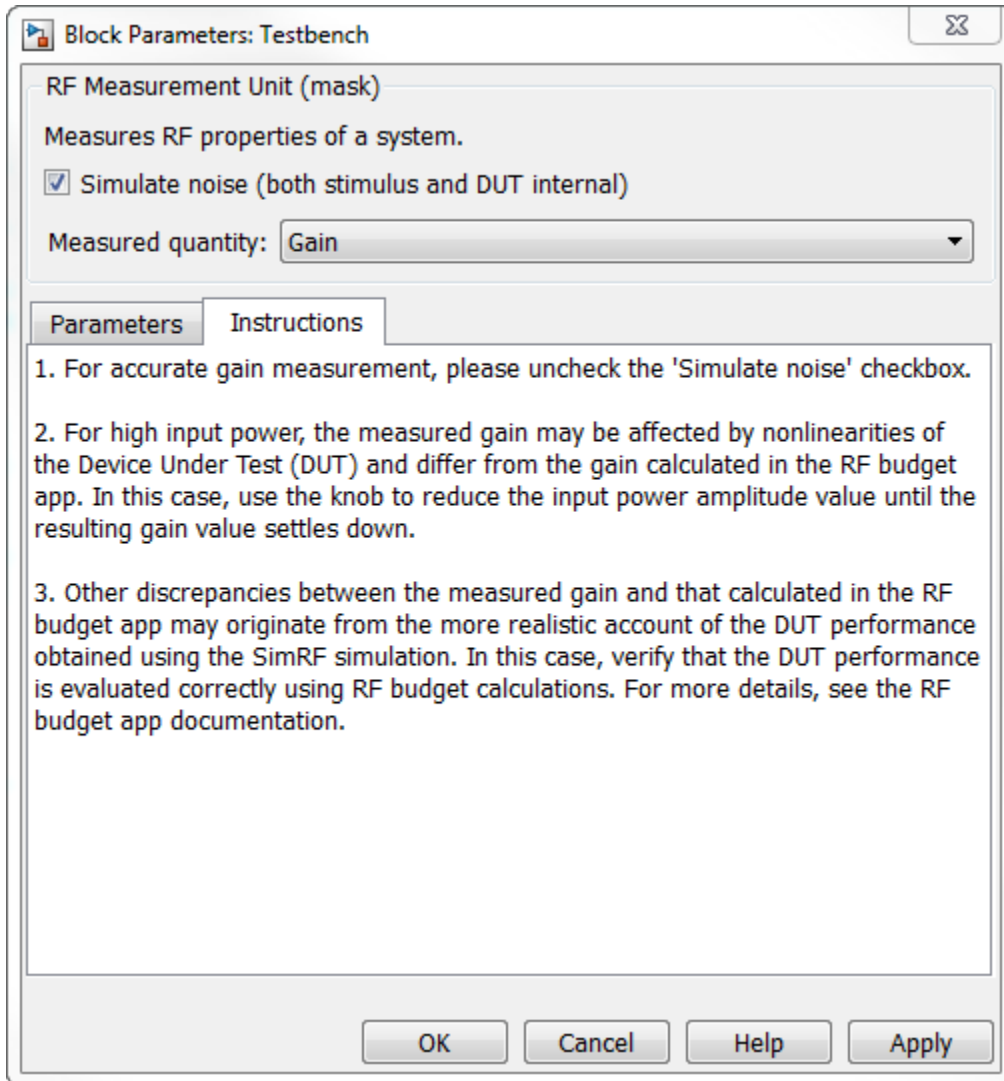 Block Parameters: Testbench
RF Measurement Unit (mask)
Measures RF properties of a system.
Simulate noise (both stimulus and DUT internal)
Measured quantity: Gain
Parameters Instructions
1. For accurate gain measurement, please uncheck the 'Simulate noise' checkbox.
2. For high input power, the measured gain may be affected by nonlinearities of
the Device Under Test (DUT) and differ from the gain calculated in the RF budget
app. In this case, use the knob to reduce the input power amplitude value until the
resulting gain value settles down.
3. Other discrepancies between the measured gain and that calculated in the RF
budget app may originate from the more realistic account of the DUT performance
obtained using the SimRF simulation. In this case, verify that the DUT performance
is evaluated correctly using RF budget calculations. For more details, see the RF
budget app documentation.
OK Cancel Help Apply